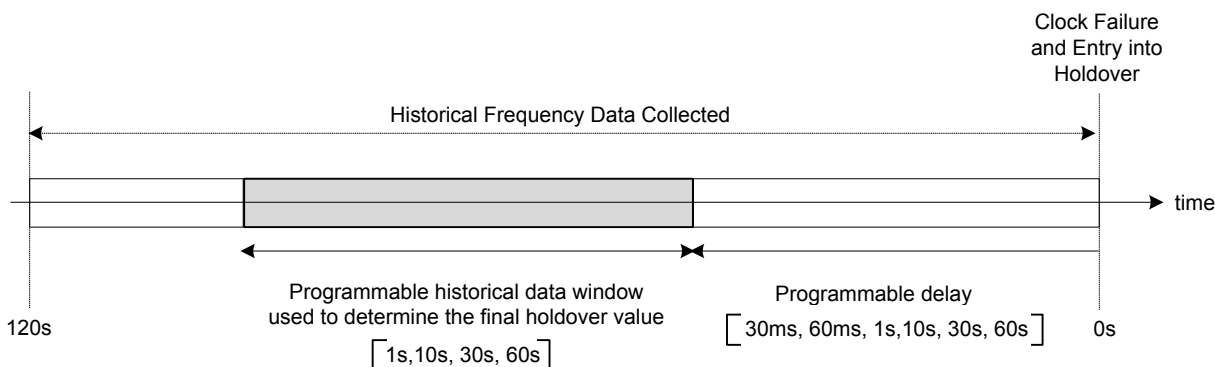 Clock Failure
and Entry into
Holdover
Historical Frequency Data Collected
time
Programmable historical data window
used to determine the final holdover value
1s,10s, 30s, 60s
Programmable delay
30ms, 60ms, 1s,10s, 30s, 60s
120s
0s